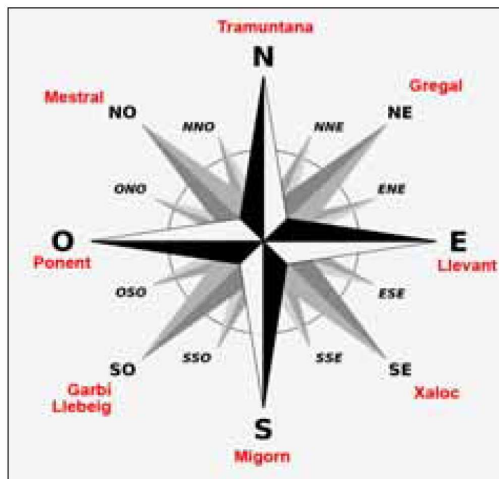 Tramuntana
N
Mestral
Gregal
NO
NE
NNO
NNE
ONO
ENE
O
E
Ponent
Llevant
OSO
ESE
SSO
SSE
SO
SE
Garbí
Llebeig
Xaloc
S
Migorn